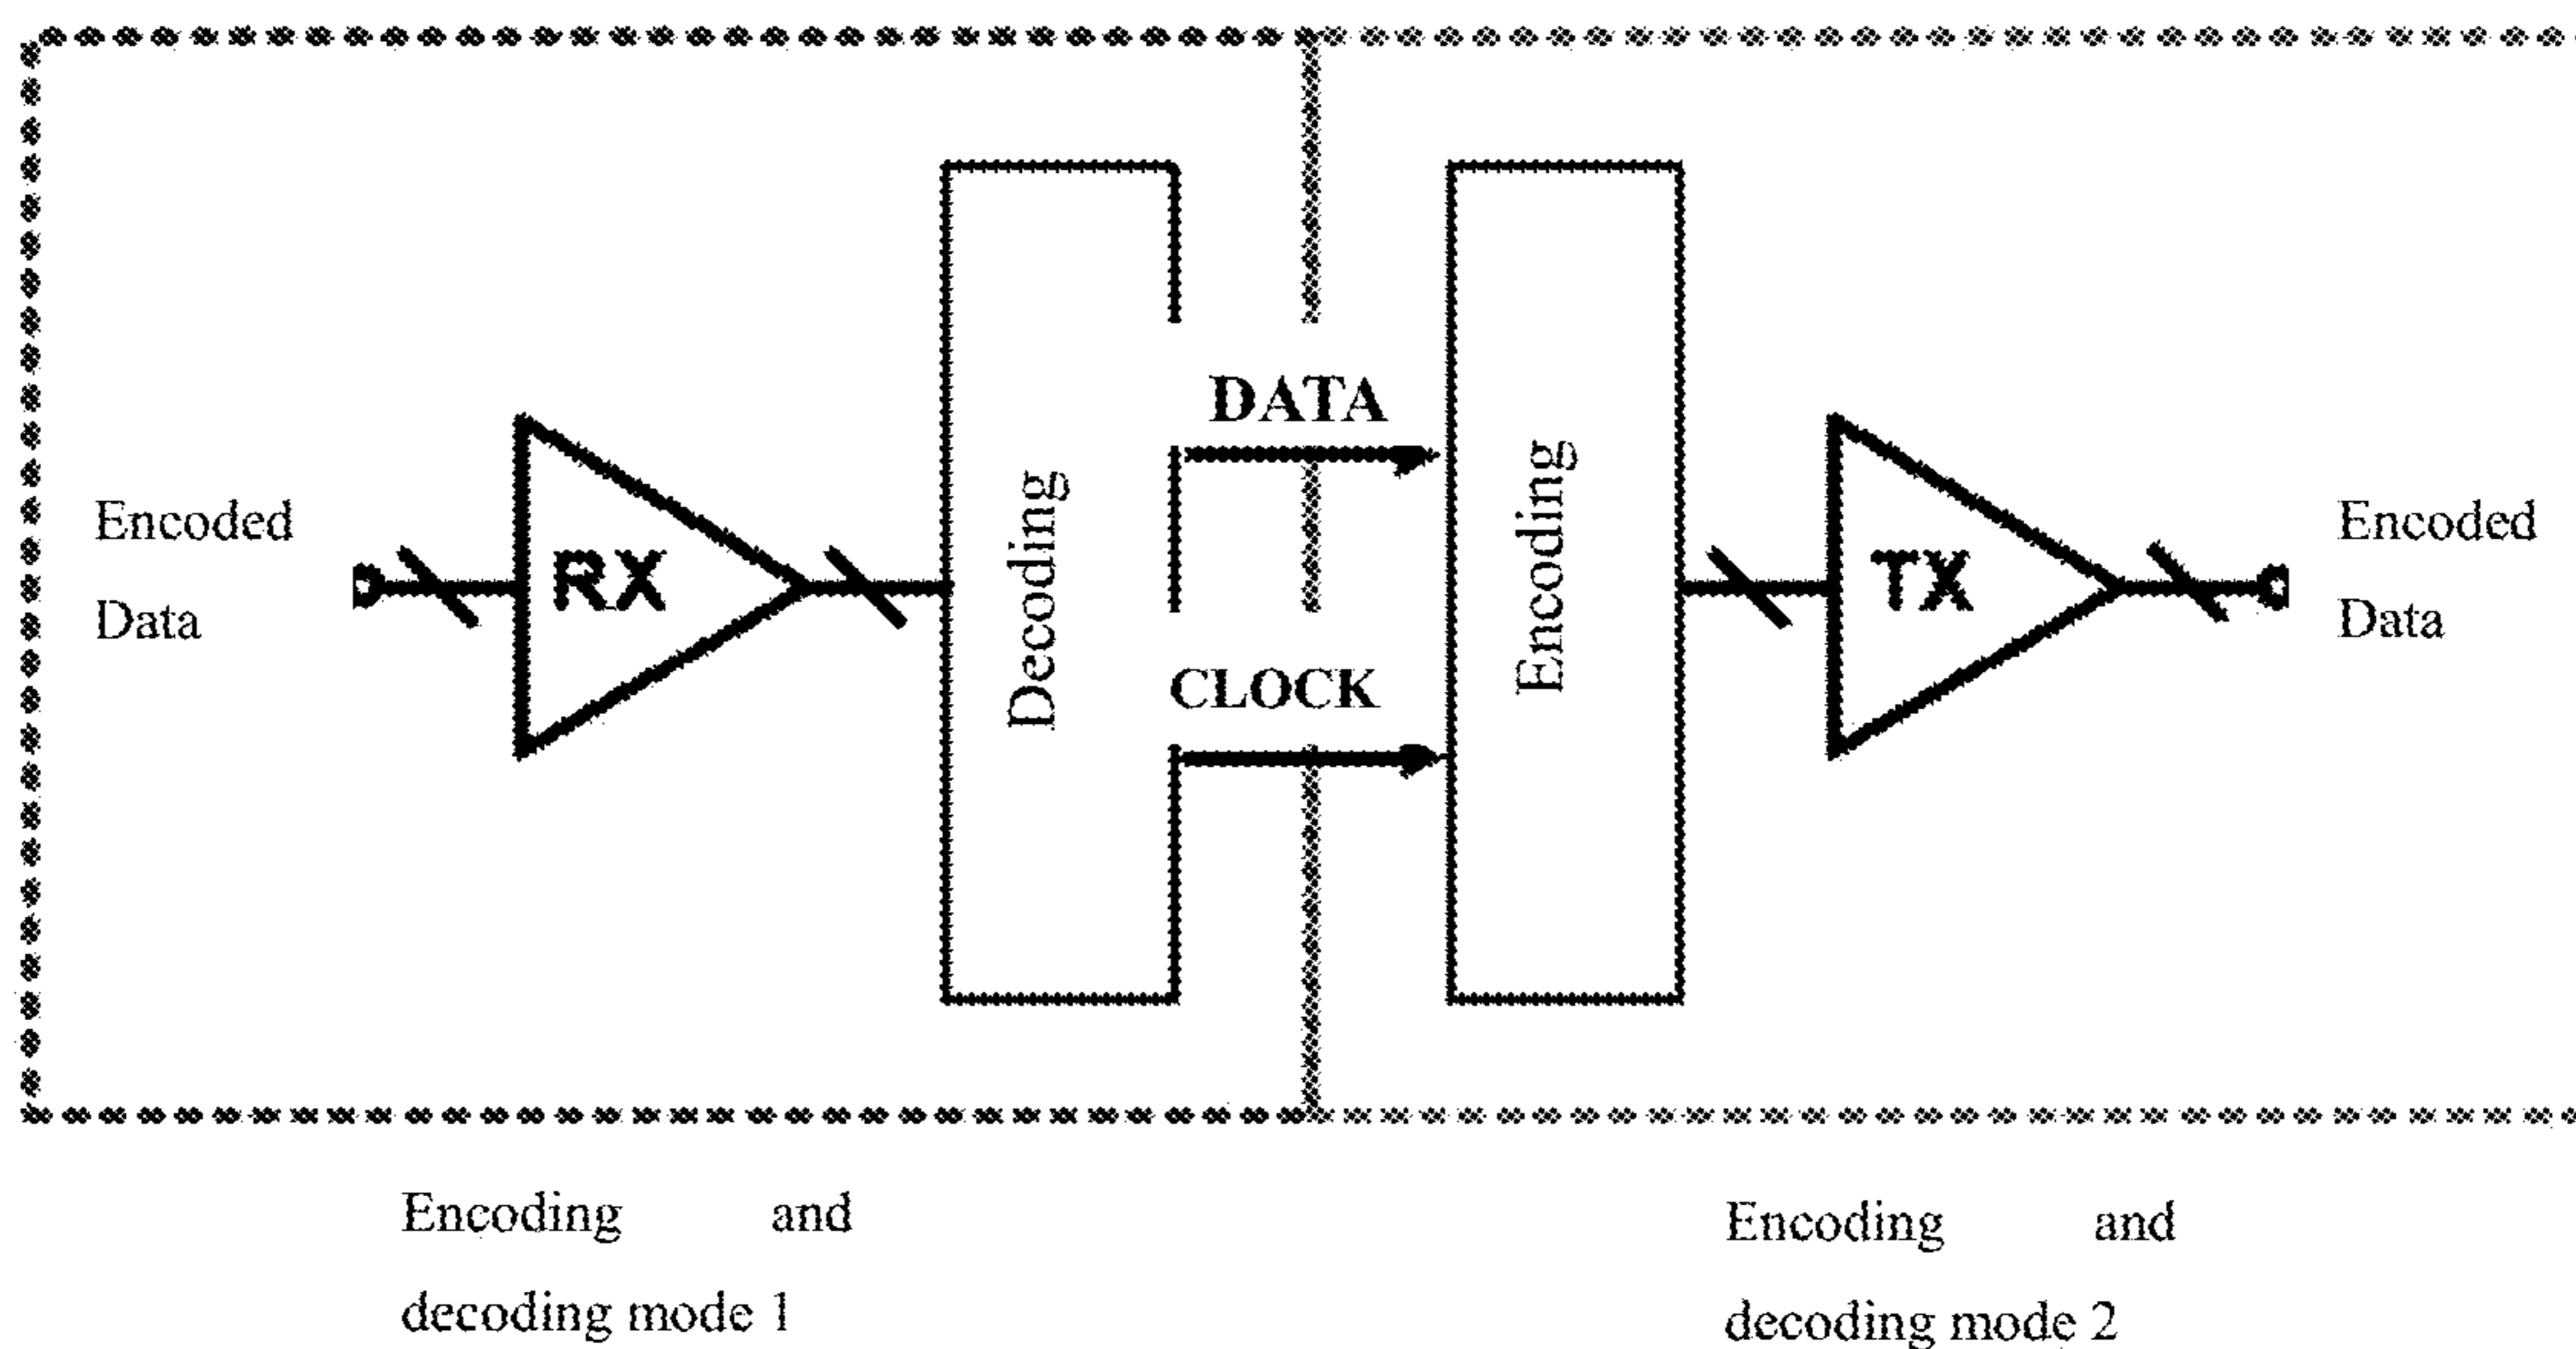 Encoded
Data
RX
Decoding
DATA
CLOCK
Encoding
TX
Encoded
Data
Encoding and
decoding mode 1
Encoding and
decoding mode 2